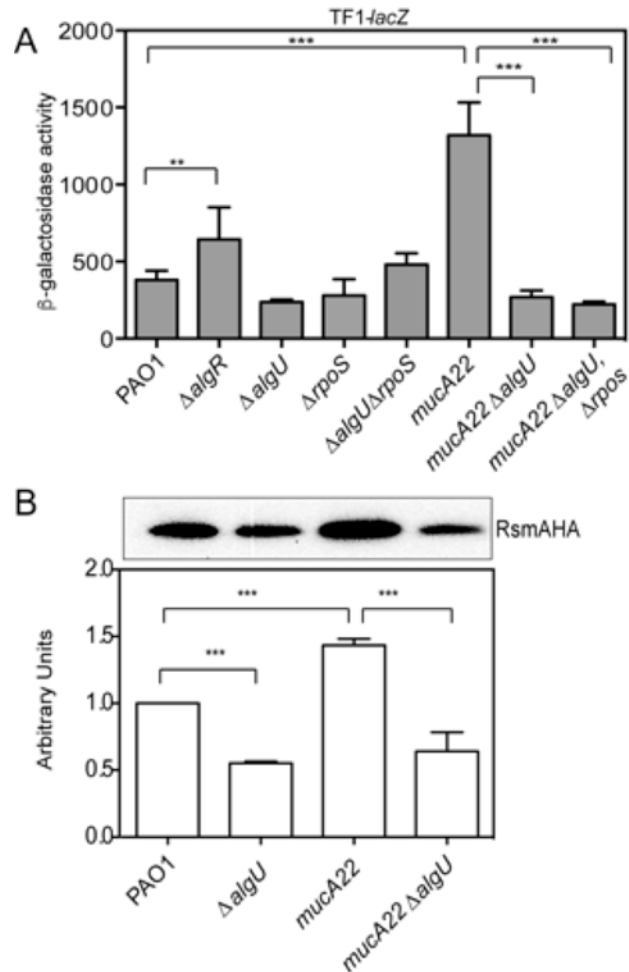 TF1-lacZ
A
2000
1500
1000
500
0
β-galactosidase activity
***
***
***
**
PAO1
ΔalgR
ΔalgU
ΔrpoS
ΔalgUΔrpoS
mucA22
mucA22 ΔalgU
mucA22 ΔalgU,
Δrpos
B
RsmAHA
2.0
1.5
1.0
0.5
0.0
Arbitrary Units
***
***
***
PAO1
ΔalgU
mucA22
mucA22 ΔalgU